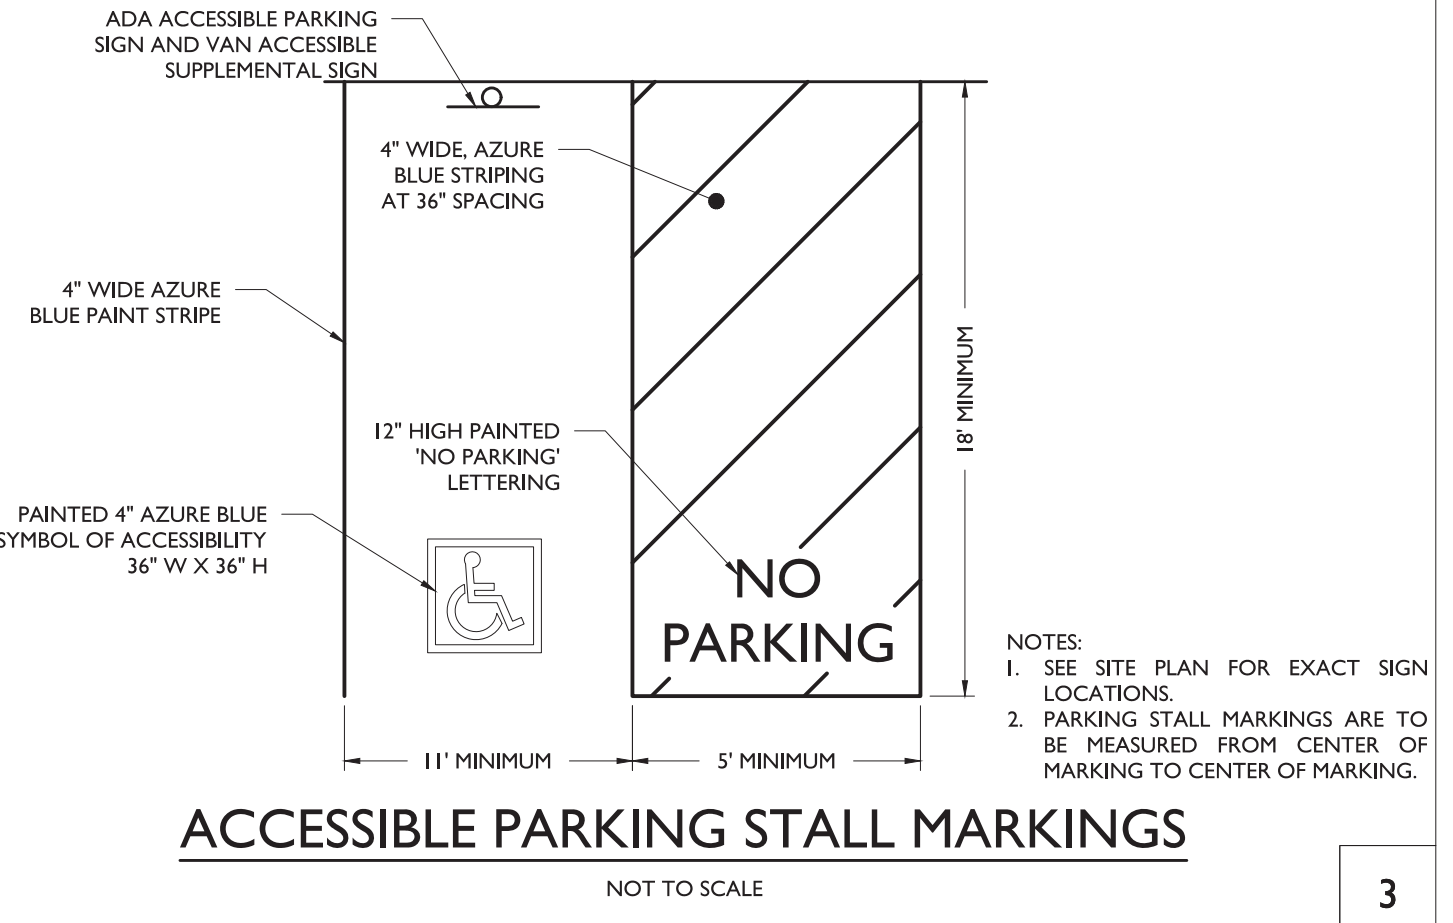 ADA ACCESSIBLE PARKING
SIGN AND VAN ACCESSIBLE
SUPPLEMENTAL SIGN
4" WIDE, AZURE
BLUE STRIPING
AT 36" SPACING
4" WIDE AZURE
BLUE PAINT STRIPE
18' MINIMUM
12" HIGH PAINTED
'NO PARKING'
LETTERING
PAINTED 4" AZURE BLUE
SYMBOL OF ACCESSIBILITY
36" W X 36" H
NO
PARKING
NOTES:
1. SEE SITE PLAN FOR EXACT SIGN
LOCATIONS.
2. PARKING STALL MARKINGS ARE TO
BE MEASURED FROM CENTER OF
MARKING TO CENTER OF MARKING.
11' MINIMUM
5' MINIMUM
ACCESSIBLE PARKING STALL MARKINGS
NOT TO SCALE
3